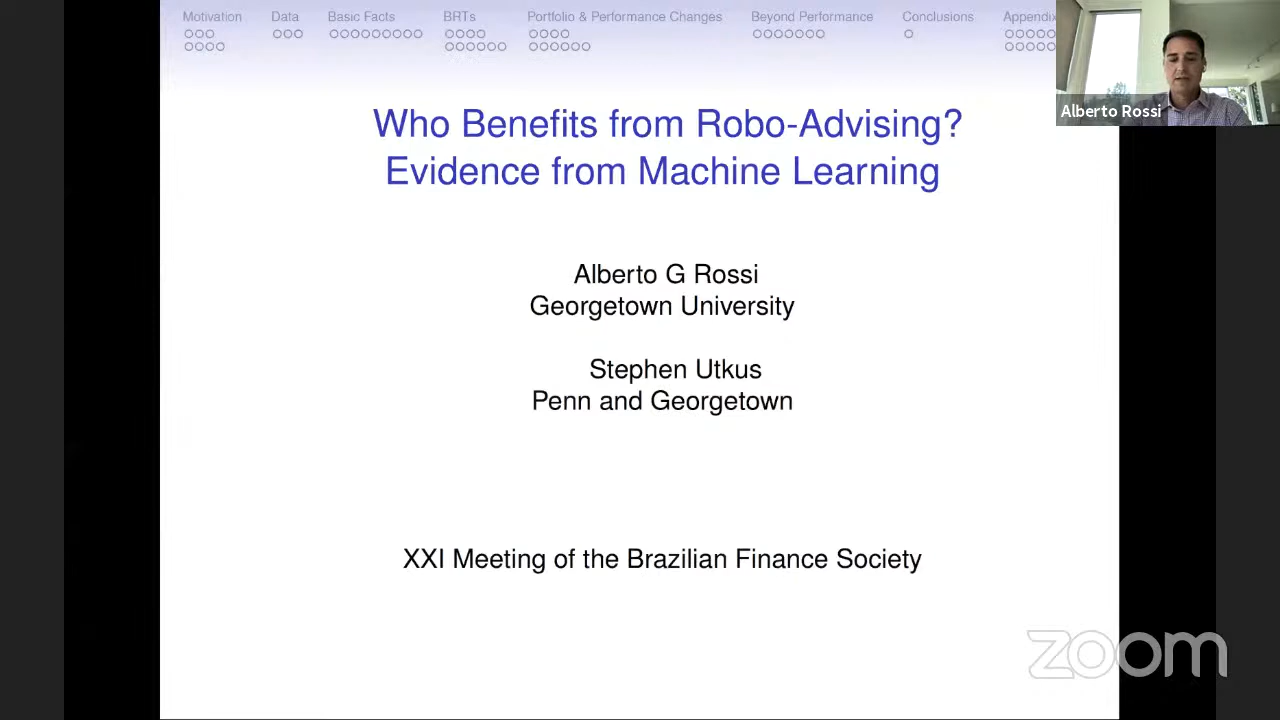 Motivation Data Basic Facts BRTs Portfolio & Performance Changes Beyond Performance Conclusions Appendix
Alberto Rossi
Who Benefits from Robo-Advising?
Evidence from Machine Learning
Alberto G Rossi
Georgetown University
Stephen Utkus
Penn and Georgetown
XXI Meeting of the Brazilian Finance Society
zoom